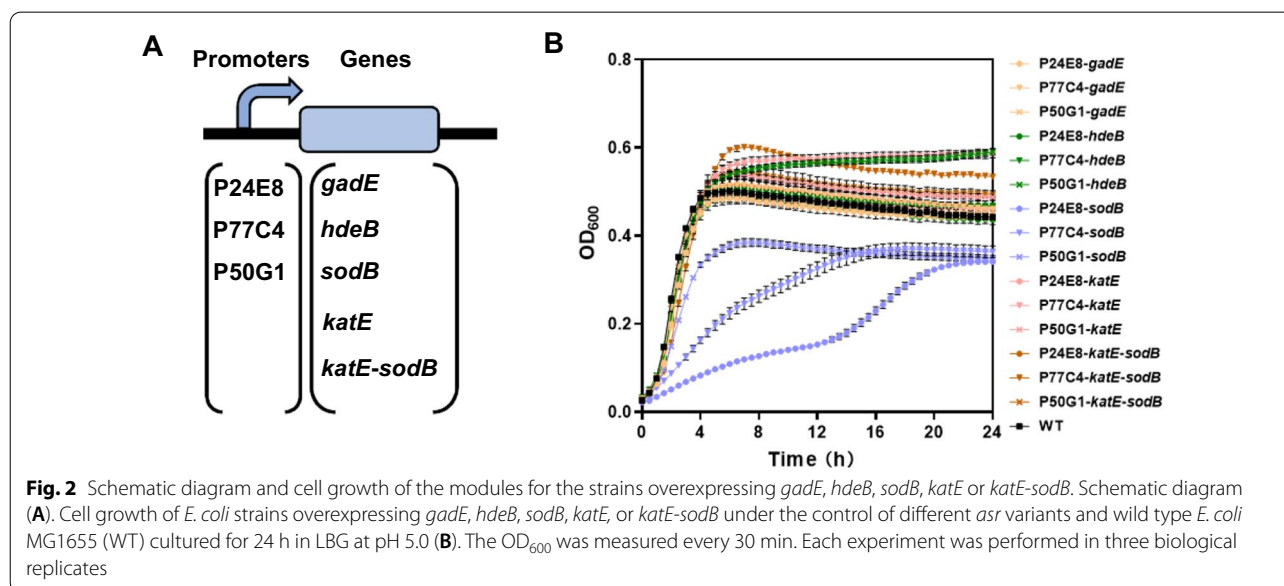 A
Promoters Genes
P24E8 gadE
P77C4 hdeB
P50G1 sodB
katE
katE-sodB
B
0.8
0.6
0.4
0.2
0.0
OD600
0 4 8 12 16 20 24
Time (h)
P24E8-gadE
P77C4-gadE
P50G1-gadE
P24E8-hdeB
P77C4-hdeB
P50G1-hdeB
P24E8-sodB
P77C4-sodB
P50G1-sodB
P24E8-katE
P77C4-katE
P50G1-katE
P24E8-katE-sodB
P77C4-katE-sodB
P50G1-katE-sodB
WT
Fig. 2 Schematic diagram and cell growth of the modules for the strains overexpressing gadE, hdeB, sodB, katE or katE-sodB. Schematic diagram
(A). Cell growth of E. coli strains overexpressing gadE, hdeB, sodB, katE, or katE-sodB under the control of different asr variants and wild type E. coli
MG1655 (WT) cultured for 24 h in LBG at pH 5.0 (B). The OD600 was measured every 30 min. Each experiment was performed in three biological
replicates